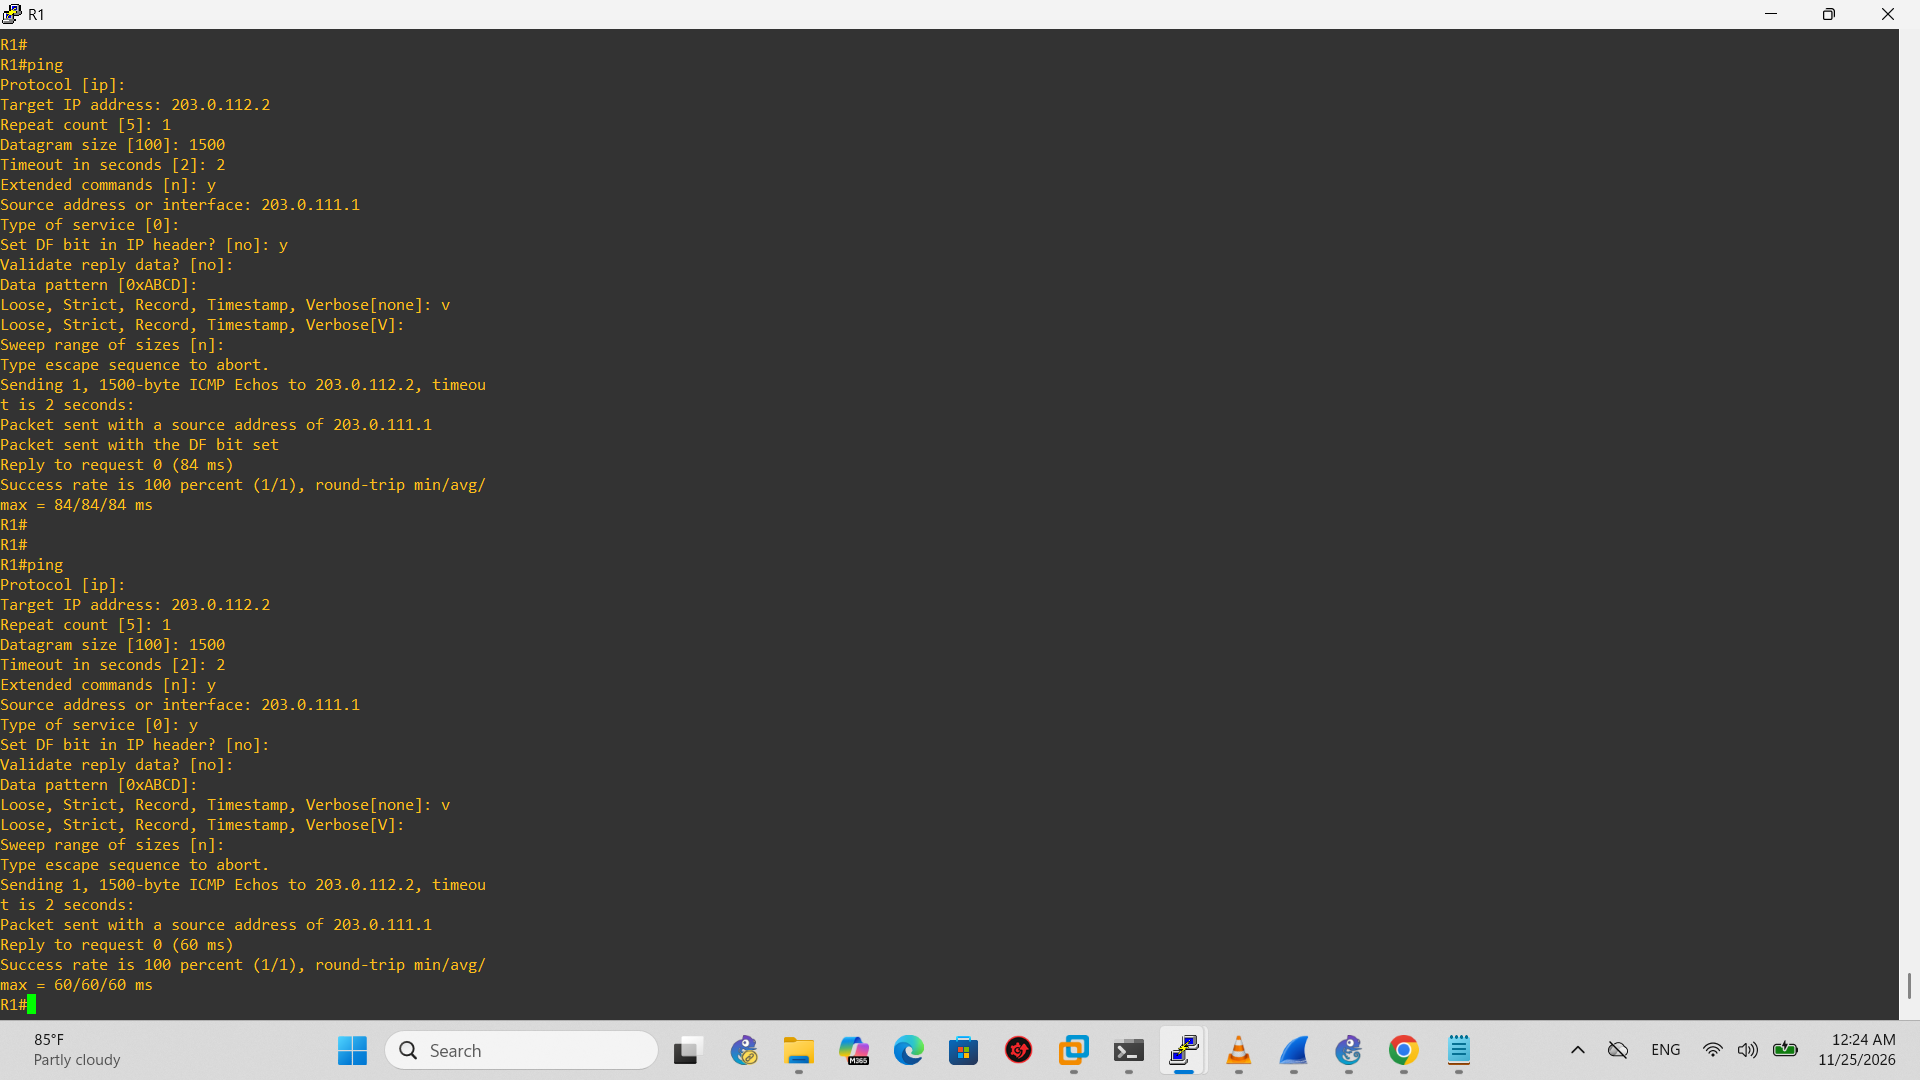 R1
R1#
R1#ping
Protocol [ip]:
Target IP address: 203.0.112.2
Repeat count [5]: 1
Datagram size [100]: 1500
Timeout in seconds [2]: 2
Extended commands [n]: y
Source address or interface: 203.0.111.1
Type of service [0]:
Set DF bit in IP header? [no]: y
Validate reply data? [no]:
Data pattern [0xABCD]:
Loose, Strict, Record, Timestamp, Verbose[none]: v
Loose, Strict, Record, Timestamp, Verbose[V]:
Sweep range of sizes [n]:
Type escape sequence to abort.
Sending 1, 1500-byte ICMP Echos to 203.0.112.2, timeou
t is 2 seconds:
Packet sent with a source address of 203.0.111.1
Packet sent with the DF bit set
Reply to request 0 (84 ms)
Success rate is 100 percent (1/1), round-trip min/avg/
max = 84/84/84 ms
R1#
R1#
R1#ping
Protocol [ip]:
Target IP address: 203.0.112.2
Repeat count [5]: 1
Datagram size [100]: 1500
Timeout in seconds [2]: 2
Extended commands [n]: y
Source address or interface: 203.0.111.1
Type of service [0]: y
Set DF bit in IP header? [no]:
Validate reply data? [no]:
Data pattern [0xABCD]:
Loose, Strict, Record, Timestamp, Verbose[none]: v
Loose, Strict, Record, Timestamp, Verbose[V]:
Sweep range of sizes [n]:
Type escape sequence to abort.
Sending 1, 1500-byte ICMP Echos to 203.0.112.2, timeou
t is 2 seconds:
Packet sent with a source address of 203.0.111.1
Reply to request 0 (60 ms)
Success rate is 100 percent (1/1), round-trip min/avg/
max = 60/60/60 ms
R1#
85°F
Partly cloudy
Search
M365
ENG
12:24 AM
11/25/2026